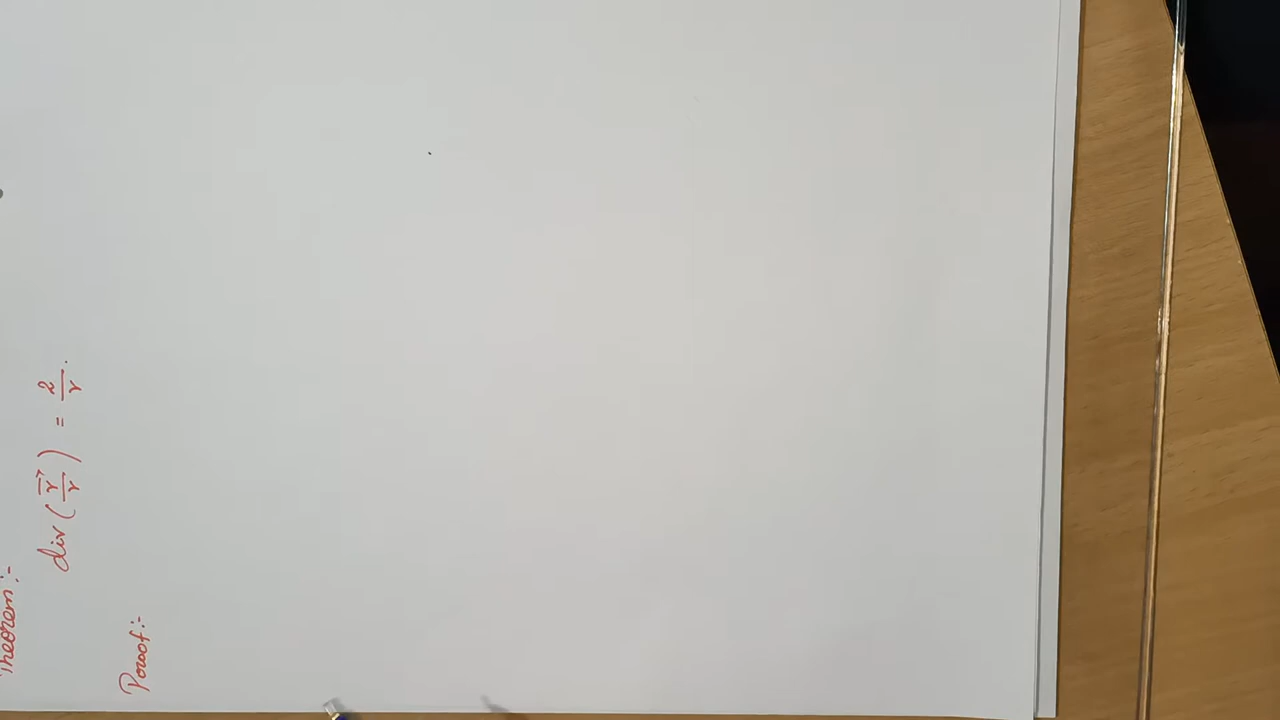 Theorem:-
div ( r⃗ / r ) = 2 / r .
Proof:-